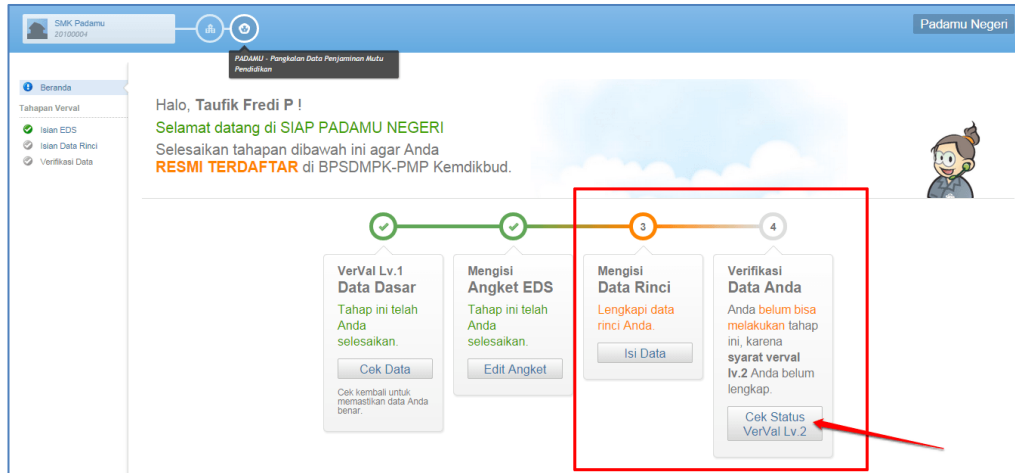 SMK Padamu
20100004
Padamu Negeri
PADAMU - Pangkalan Data Penjaminan Mutu
Pendidikan
Beranda
Tahapan Verval
Isian EDS
Isian Data Rinci
Verifikasi Data
Halo, Taufik Fredi P !
Selamat datang di SIAP PADAMU NEGERI
Selesaikan tahapan dibawah ini agar Anda
RESMI TERDAFTAR di BPSDMPK-PMP Kemdikbud.
3
4
VerVal Lv.1
Data Dasar
Tahap ini telah
Anda
selesaikan.
Cek Data
Cek kembali untuk
memastikan data Anda
benar.
Mengisi
Angket EDS
Tahap ini telah
Anda
selesaikan.
Edit Angket
Mengisi
Data Rinci
Lengkapi data
rinci Anda.
Isi Data
Verifikasi
Data Anda
Anda belum bisa
melakukan tahap
ini, karena
syarat verval
lv.2 Anda belum
lengkap.
Cek Status
VerVal Lv.2